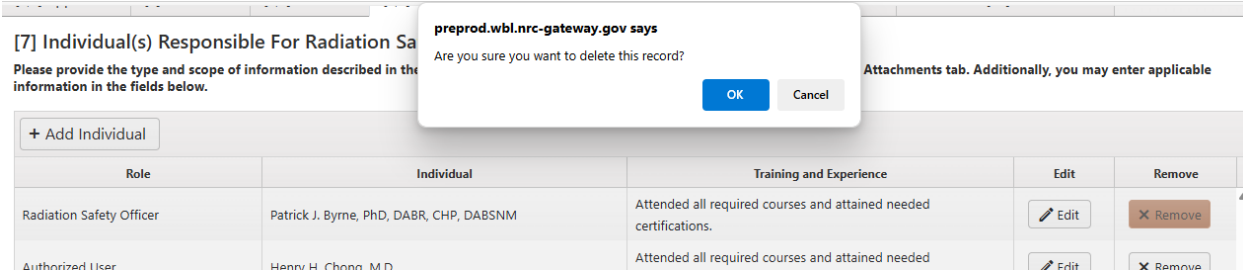 preprod.wbl.nrc-gateway.gov says
Are you sure you want to delete this record?
OK
Cancel
[7] Individual(s) Responsible For Radiation Sa
Please provide the type and scope of information described in the
Attachments tab. Additionally, you may enter applicable
information in the fields below.
+ Add Individual
Role Individual Training and Experience Edit Remove
Radiation Safety Officer
Patrick J. Byrne, PhD, DABR, CHP, DABSNM
Attended all required courses and attained needed
certifications.
Edit
Remove
Authorized User
Henry H. Chong, M.D.
Attended all required courses and attained needed
Edit
Remove